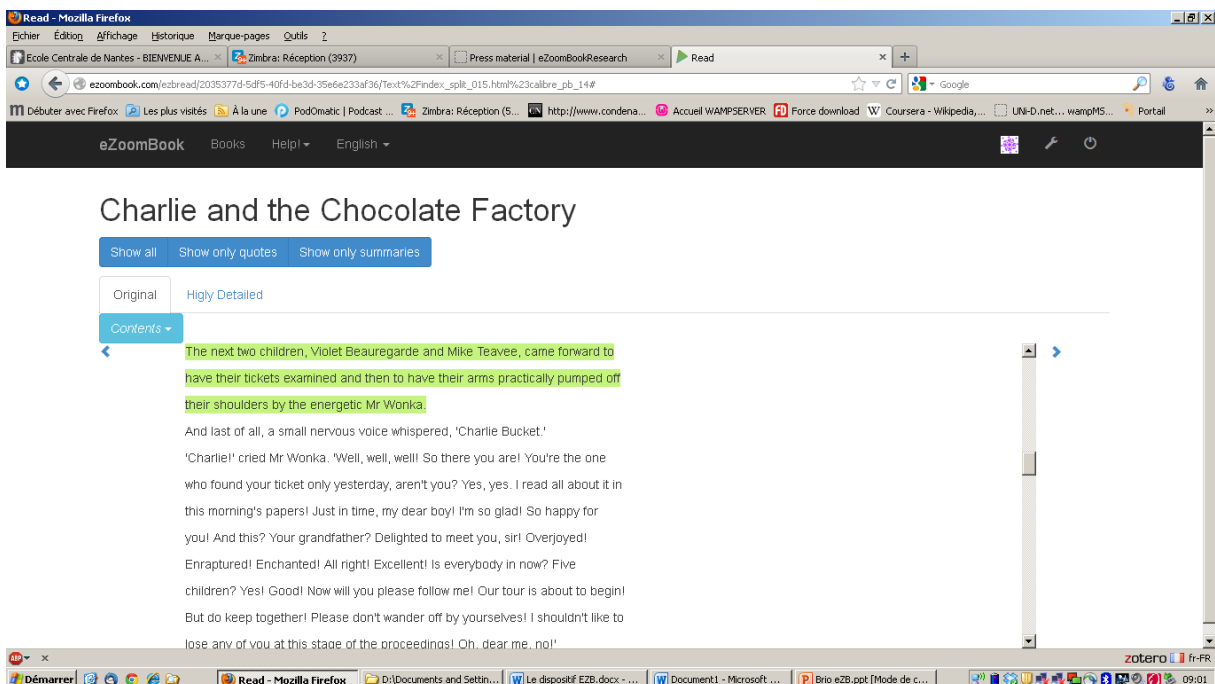 Read - Mozilla Firefox
Fichier Édition Affichage Historique Marque-pages Outils ?
Ecole Centrale de Nantes - BIENVENUE A... × Zimbra: Réception (3937) × Press material | eZoomBookResearch × Read × +
ezoombook.com/ezbread/2035377d-5df5-40fd-be3d-35e6e233af36/Text%2Findex_split_015.html%23calibre_pb_14# Google
Débuter avec Firefox Les plus visités À la une PodOmatic | Podcast ... Zimbra: Réception (5... http://www.condena... Accueil WAMPSERVER Force download W Coursera - Wikipedia,... UNi-D.net... wampMS... Portail »
eZoomBook Books Help! English
Charlie and the Chocolate Factory
Show all Show only quotes Show only summaries
Original Higly Detailed
Contents
The next two children, Violet Beauregarde and Mike Teavee, came forward to
have their tickets examined and then to have their arms practically pumped off
their shoulders by the energetic Mr Wonka.
And last of all, a small nervous voice whispered, 'Charlie Bucket.'
'Charlie!' cried Mr Wonka. 'Well, well, well! So there you are! You're the one
who found your ticket only yesterday, aren't you? Yes, yes. I read all about it in
this morning's papers! Just in time, my dear boy! I'm so glad! So happy for
you! And this? Your grandfather? Delighted to meet you, sir! Overjoyed!
Enraptured! Enchanted! All right! Excellent! Is everybody in now? Five
children? Yes! Good! Now will you please follow me! Our tour is about to begin!
But do keep together! Please don't wander off by yourselves! I shouldn't like to
lose any of you at this stage of the proceedings! Oh, dear me, no!'
ABP × zotero fr-FR
Démarrer Read - Mozilla Firefox D:\Documents and Settin... Le dispositif EZB.docx - ... Document1 - Microsoft ... Brio eZB.ppt [Mode de c... 09:01